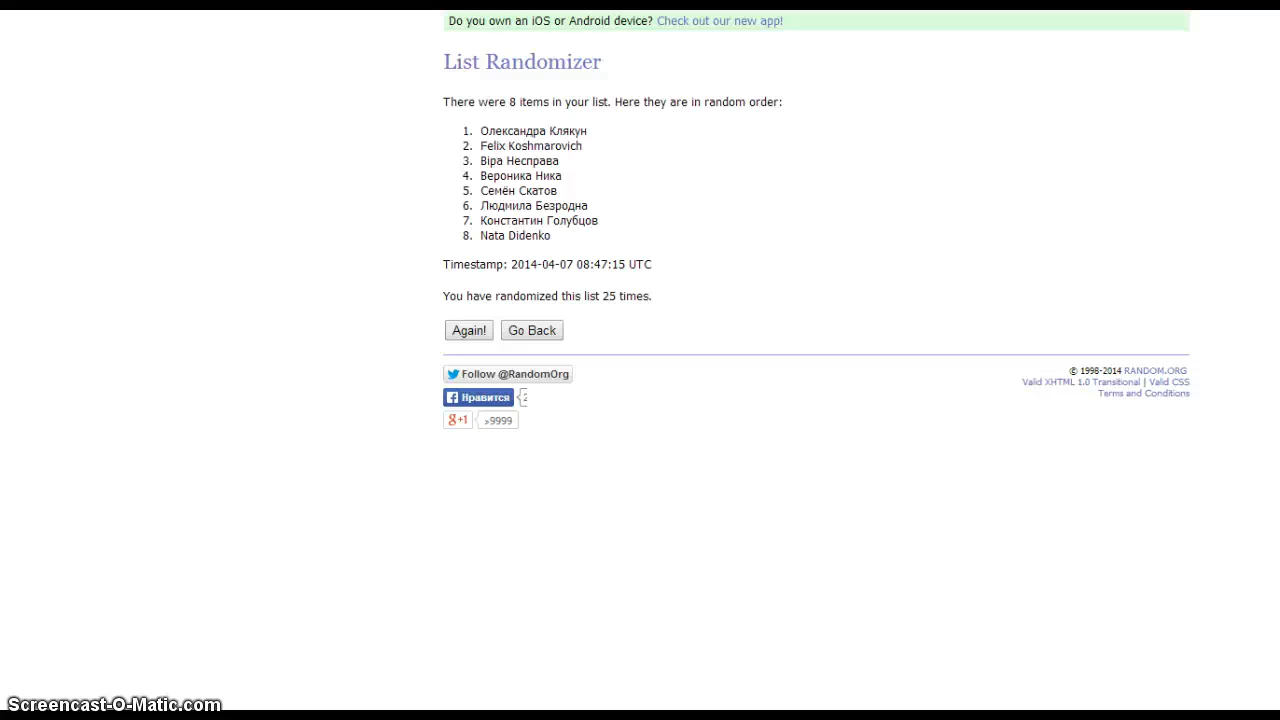 Do you own an iOS or Android device? Check out our new app!
List Randomizer
There were 8 items in your list. Here they are in random order:
1. Олександра Клякун
2. Felix Koshmarovich
3. Віра Несправа
4. Вероника Ника
5. Семён Скатов
6. Людмила Безродна
7. Константин Голубцов
8. Nata Didenko
Timestamp: 2014-04-07 08:47:15 UTC
You have randomized this list 25 times.
Again! Go Back
Follow @RandomOrg
Нравится
g+1 >9999
© 1998-2014 RANDOM.ORG
Valid XHTML 1.0 Transitional | Valid CSS
Terms and Conditions
Screencast-O-Matic.com